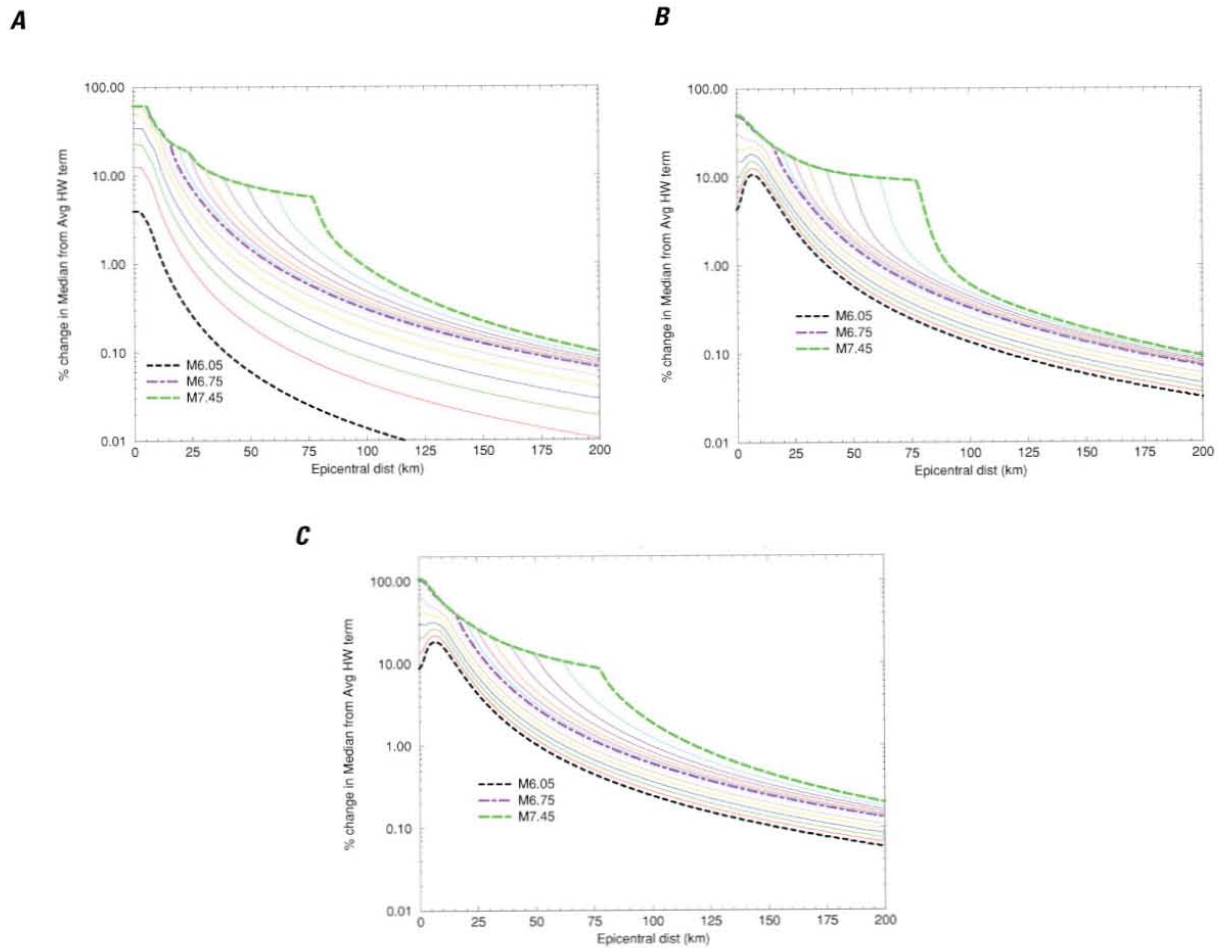 A
B
100.00
10.00
1.00
0.10
0.01
% change in Median from Avg HW term
M6.05
M6.75
M7.45
0 25 50 75 100 125 150 175 200
Epicentral dist (km)
100.00
10.00
1.00
0.10
0.01
% change in Median from Avg HW term
M6.05
M6.75
M7.45
0 25 50 75 100 125 150 175 200
Epicentral dist (km)
C
100.00
10.00
1.00
0.10
0.01
% change in Median from Avg HW term
M6.05
M6.75
M7.45
0 25 50 75 100 125 150 175 200
Epicentral dist (km)